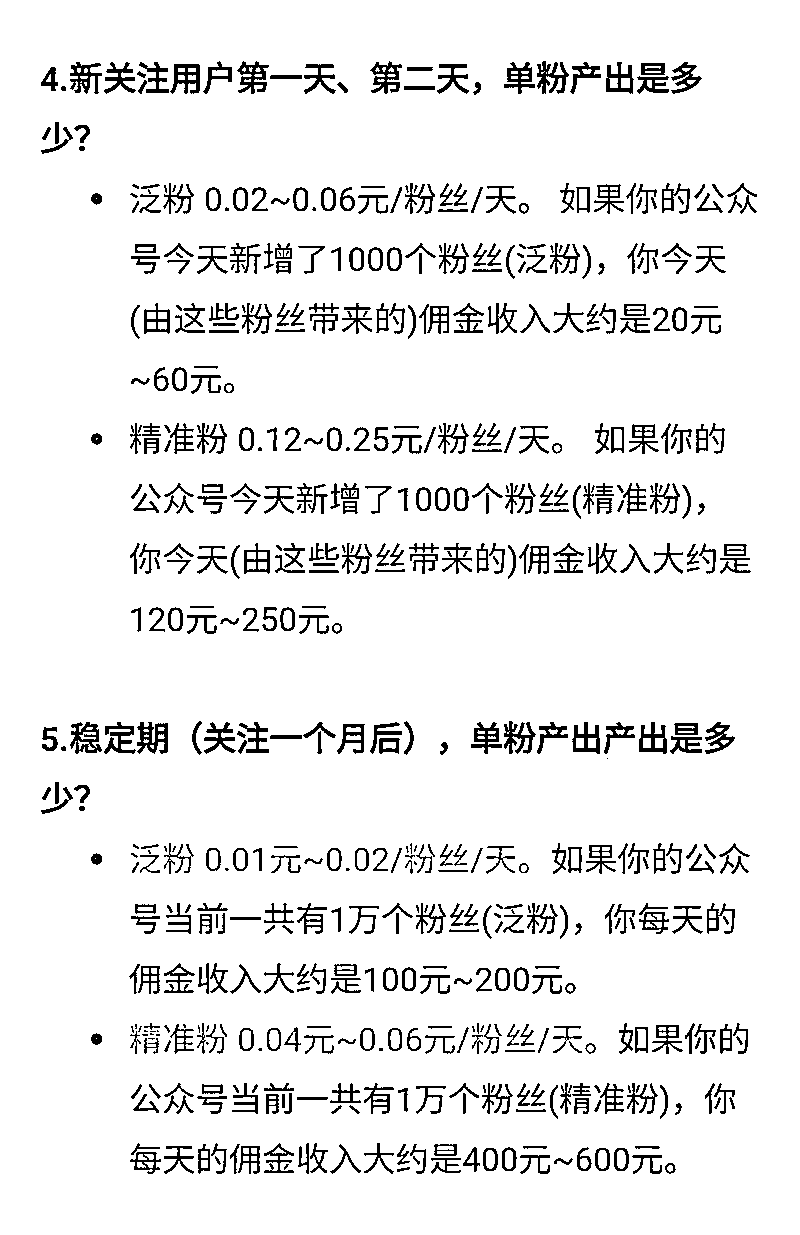 4.新关注用户第一天、第二天，单粉产出是多
少？
• 泛粉 0.02~0.06元/粉丝/天。 如果你的公众
号今天新增了1000个粉丝(泛粉)，你今天
(由这些粉丝带来的)佣金收入大约是20元
~60元。
• 精准粉 0.12~0.25元/粉丝/天。 如果你的
公众号今天新增了1000个粉丝(精准粉)，
你今天(由这些粉丝带来的)佣金收入大约是
120元~250元。
5.稳定期（关注一个月后），单粉产出产出是多
少？
• 泛粉 0.01元~0.02/粉丝/天。如果你的公众
号当前一共有1万个粉丝(泛粉)，你每天的
佣金收入大约是100元~200元。
• 精准粉 0.04元~0.06元/粉丝/天。如果你的
公众号当前一共有1万个粉丝(精准粉)，你
每天的佣金收入大约是400元~600元。